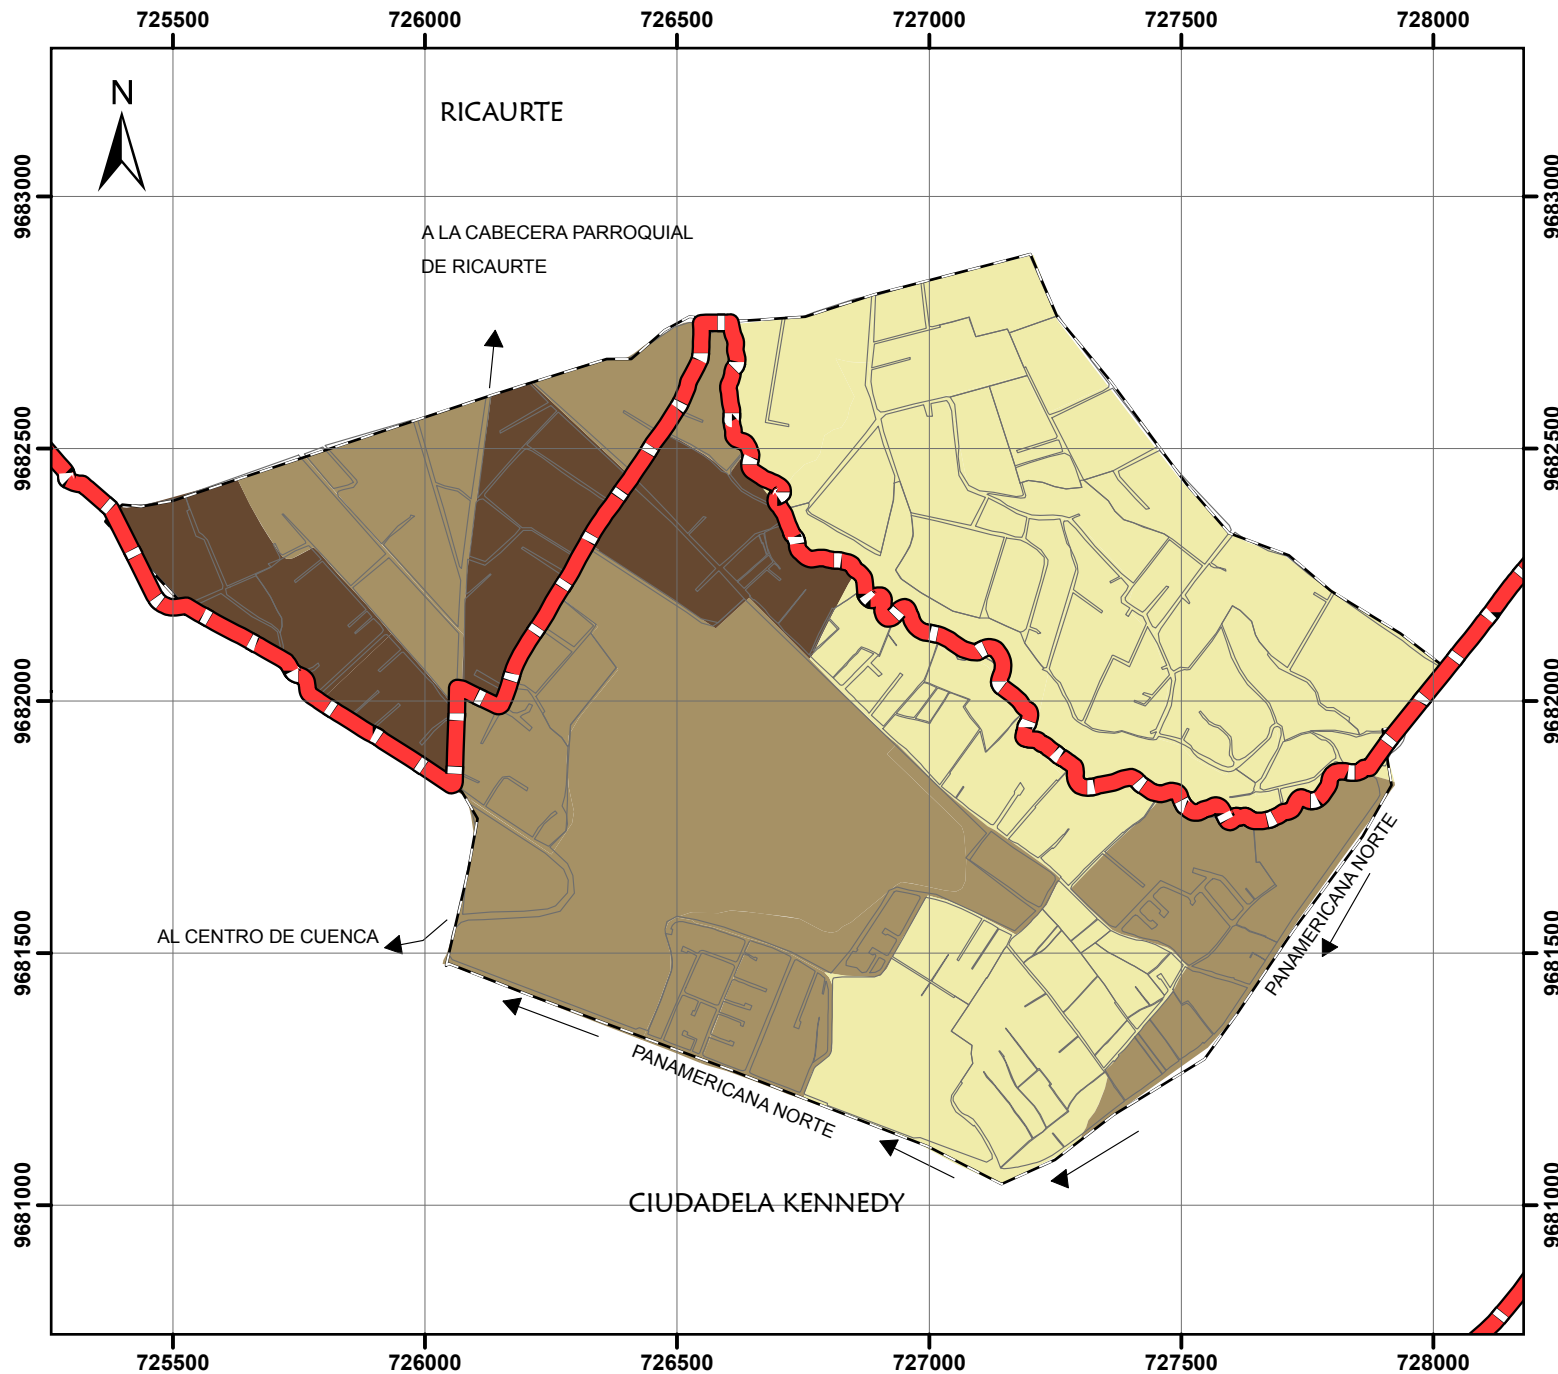 725500 726000 726500 727000 727500 728000
N
RICAURTE
9683000 9683000
A LA CABECERA PARROQUIAL
DE RICAURTE
9682500 9682500
9682000 9682000
PANAMERICANA NORTE
AL CENTRO DE CUENCA
9681500 9681500
PANAMERICANA NORTE
CIUDADELA KENNEDY
9681000 9681000
725500 726000 726500 727000 727500 728000